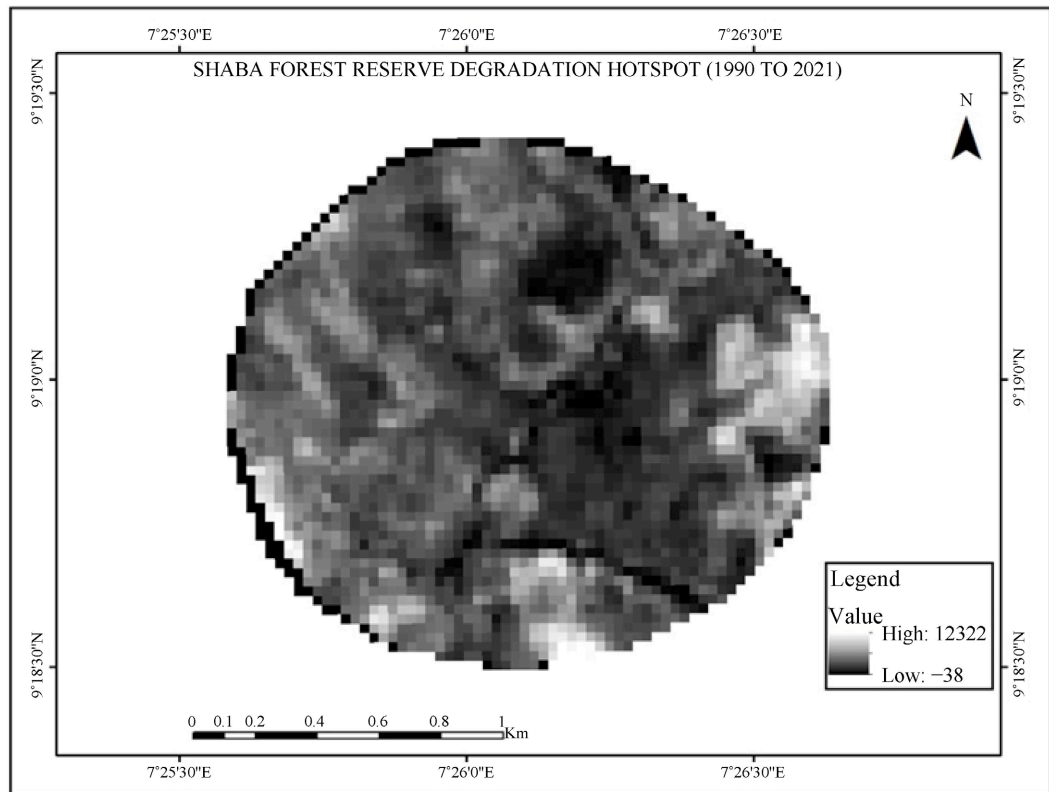 7°25'30"E 7°26'0"E 7°26'30"E
SHABA FOREST RESERVE DEGRADATION HOTSPOT (1990 TO 2021)
9°19'30"N 9°19'30"N
N
9°19'0"N 9°19'0"N
Legend
Value
High: 12322
Low: −38
9°18'30"N 9°18'30"N
0 0.1 0.2 0.4 0.6 0.8 1
Km
7°25'30"E 7°26'0"E 7°26'30"E